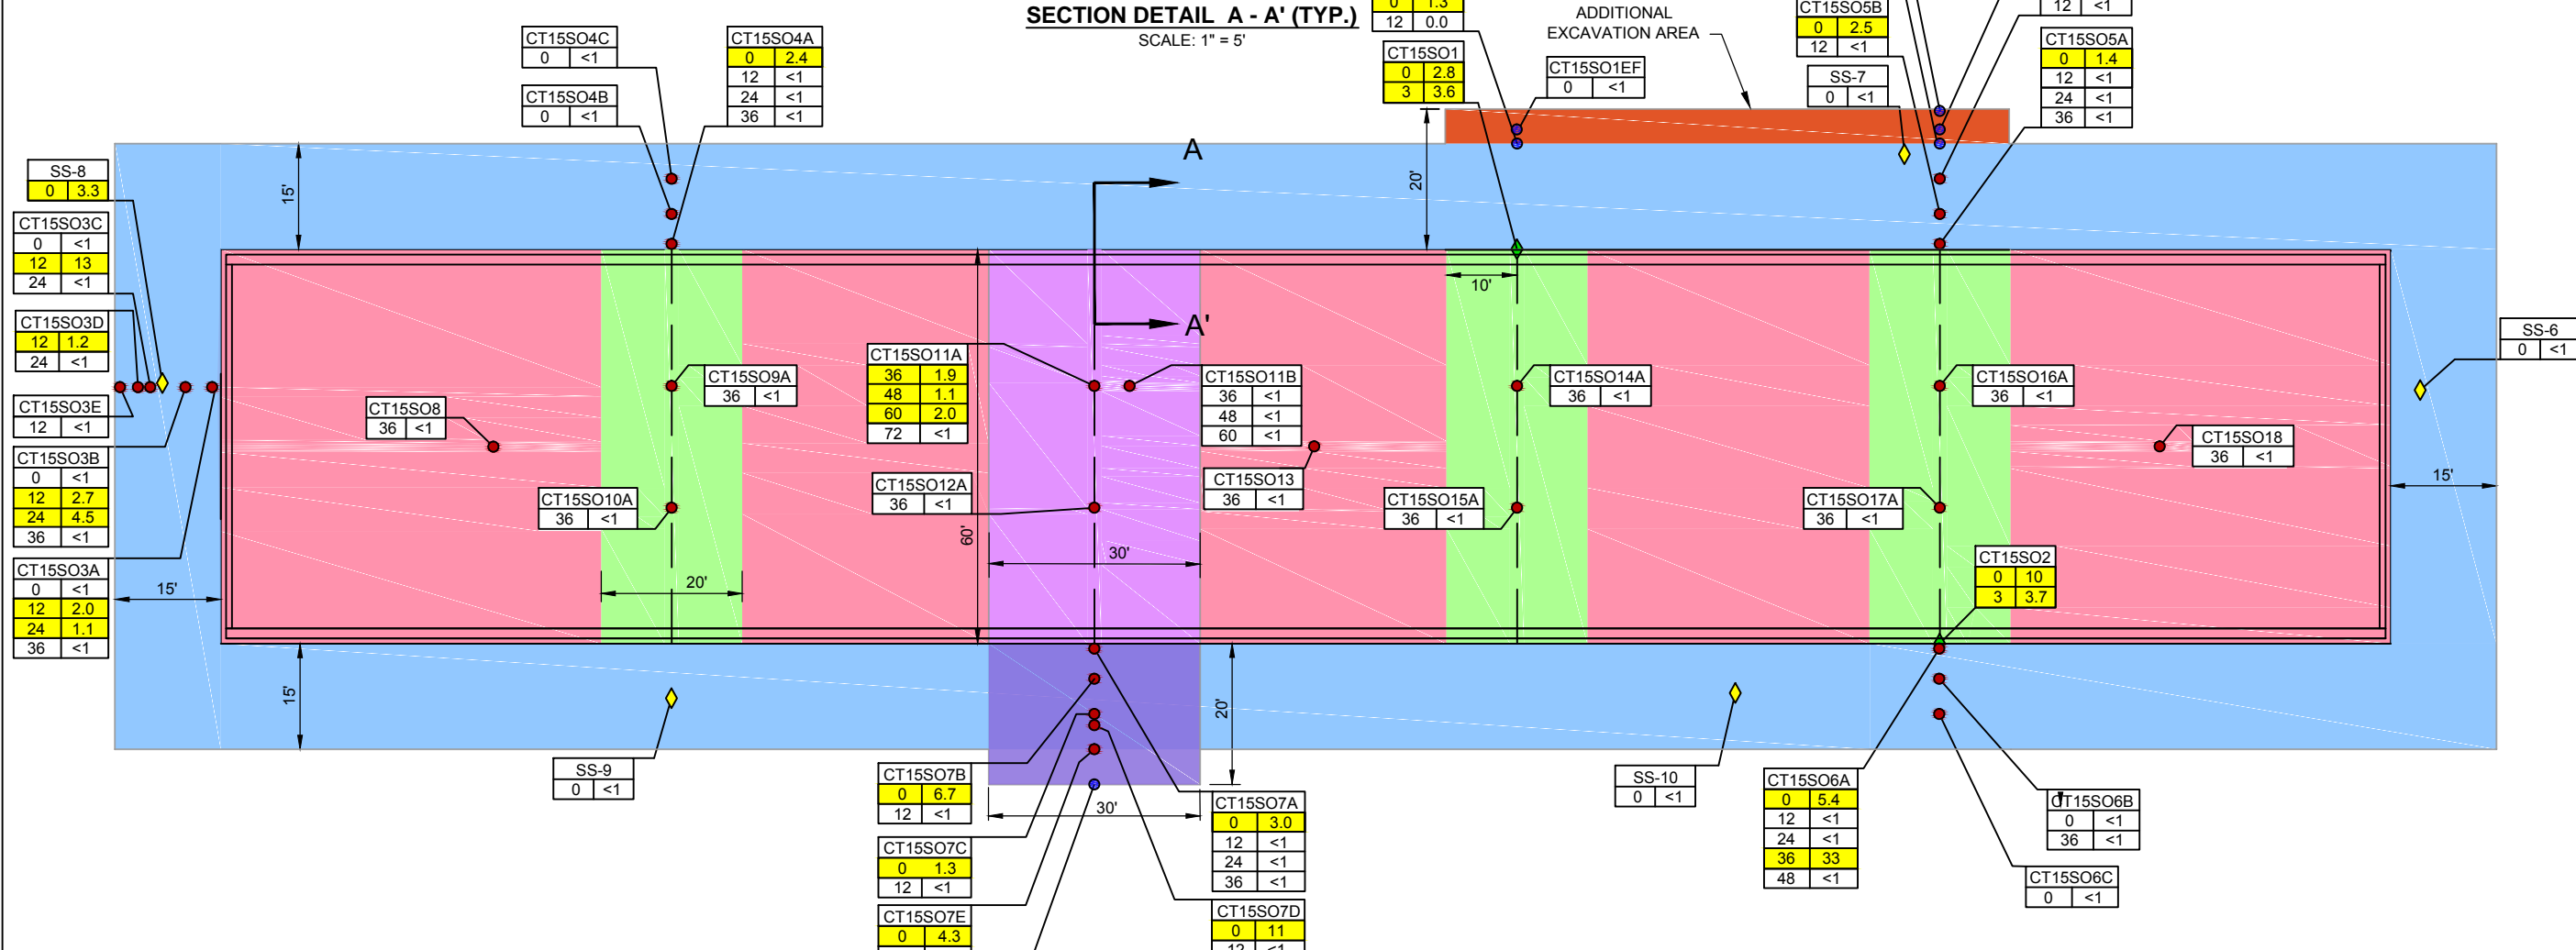 SECTION DETAIL A - A' (TYP.)
SCALE: 1" = 5'
0 1.3
12 0.0
ADDITIONAL
EXCAVATION AREA
CT15SO5B
0 2.5
12 <1
12 <1
CT15SO4C
0 <1
CT15SO4B
0 <1
CT15SO4A
0 2.4
12 <1
24 <1
36 <1
CT15SO1
0 2.8
3 3.6
CT15SO1EF
0 <1
SS-7
0 <1
CT15SO5A
0 1.4
12 <1
24 <1
36 <1
SS-8
0 3.3
CT15SO3C
0 <1
12 13
24 <1
CT15SO3D
12 1.2
24 <1
CT15SO3E
12 <1
CT15SO3B
0 <1
12 2.7
24 4.5
36 <1
CT15SO3A
0 <1
12 2.0
24 1.1
36 <1
15'
15'
15'
A
A'
20'
10'
CT15SO8
36 <1
CT15SO9A
36 <1
CT15SO10A
36 <1
20'
CT15SO11A
36 1.9
48 1.1
60 2.0
72 <1
CT15SO12A
36 <1
60'
30'
CT15SO11B
36 <1
48 <1
60 <1
CT15SO13
36 <1
CT15SO14A
36 <1
CT15SO15A
36 <1
CT15SO16A
36 <1
CT15SO17A
36 <1
CT15SO18
36 <1
CT15SO2
0 10
3 3.7
SS-6
0 <1
15'
SS-9
0 <1
CT15SO7B
0 6.7
12 <1
CT15SO7C
0 1.3
12 <1
CT15SO7E
0 4.3
20'
30'
CT15SO7A
0 3.0
12 <1
24 <1
36 <1
CT15SO7D
0 11
12 <1
SS-10
0 <1
CT15SO6A
0 5.4
12 <1
24 <1
36 33
48 <1
CT15SO6B
0 <1
36 <1
CT15SO6C
0 <1